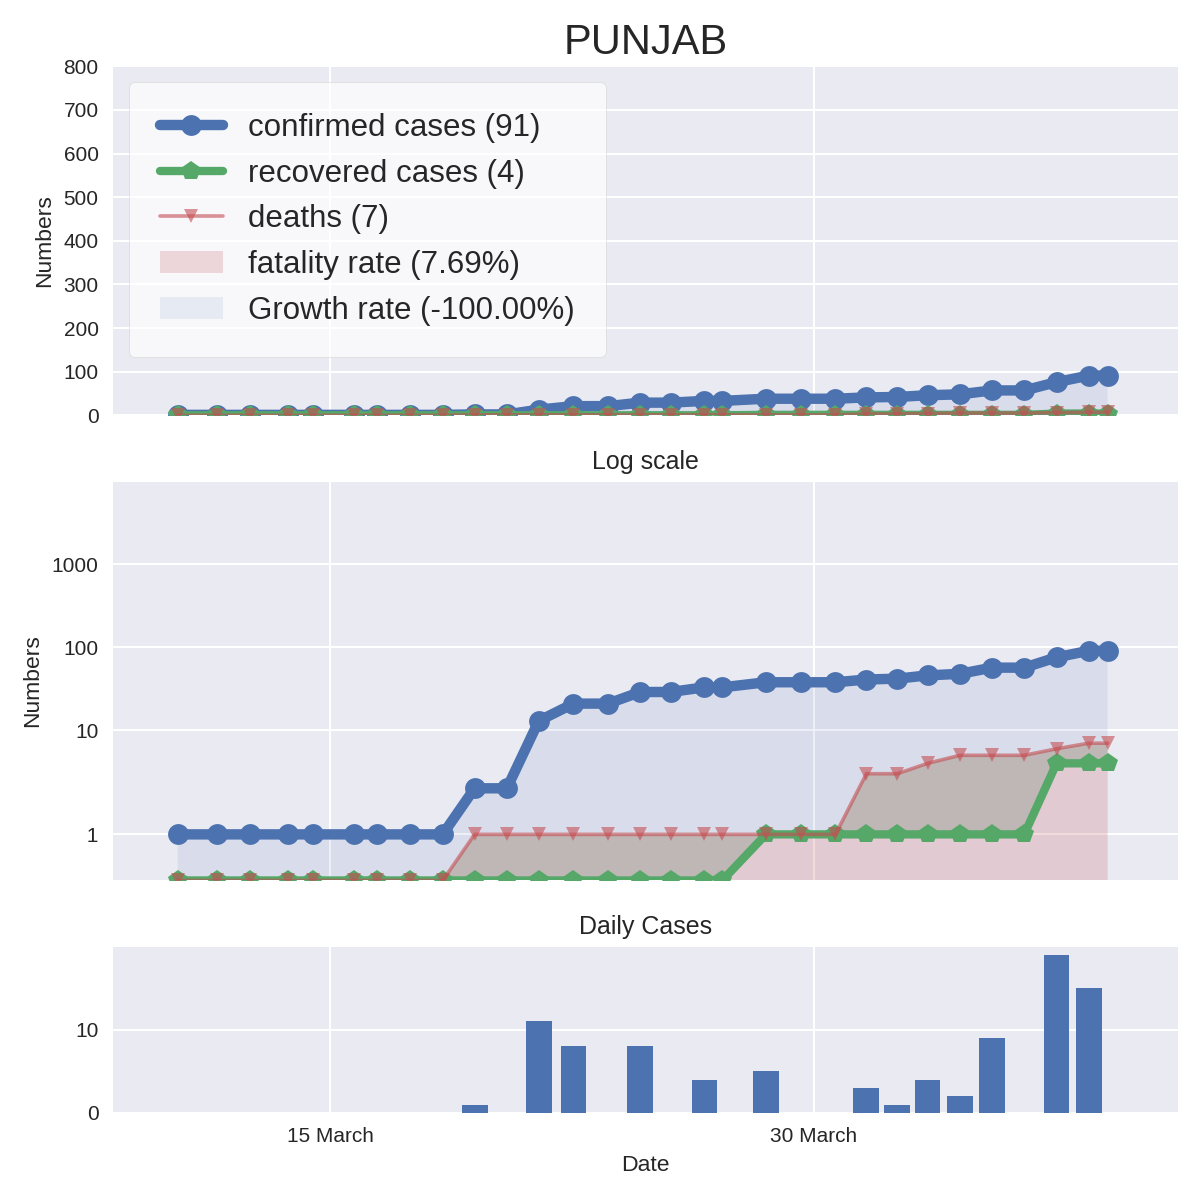 PUNJAB
800
700
600
500
400
300
200
100
0
Numbers
confirmed cases (91)
recovered cases (4)
deaths (7)
fatality rate (7.69%)
Growth rate (-100.00%)
Log scale
1000
100
10
1
Numbers
Daily Cases
10
0
15 March
30 March
Date